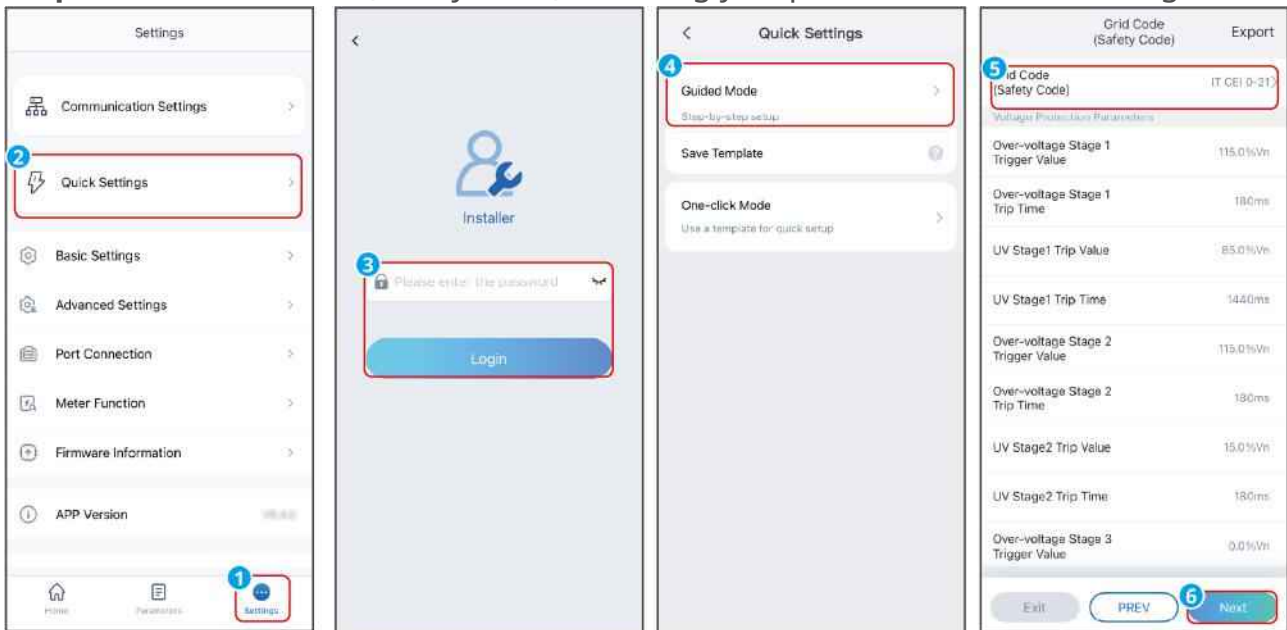 Settings
Communication Settings
2
Quick Settings
Basic Settings
Advanced Settings
Port Connection
Meter Function
Firmware Information
APP Version
1
Home
Parameters
Settings
Installer
3
Please enter the password
Login
Quick Settings
4
Guided Mode
Step-by-step setup
Save Template
One-click Mode
Use a template for quick setup
Grid Code
(Safety Code)
Export
5
id Code
(Safety Code)
IT CEI 0-21
Voltage Protection Parameters
Over-voltage Stage 1
Trigger Value
115.0%Vn
Over-voltage Stage 1
Trip Time
180ms
UV Stage1 Trip Value
85.0%Vn
UV Stage1 Trip Time
1440ms
Over-voltage Stage 2
Trigger Value
115.0%Vn
Over-voltage Stage 2
Trip Time
180ms
UV Stage2 Trip Value
15.0%Vn
UV Stage2 Trip Time
180ms
Over-voltage Stage 3
Trigger Value
0.0%Vn
Exit
PREV
6
Next